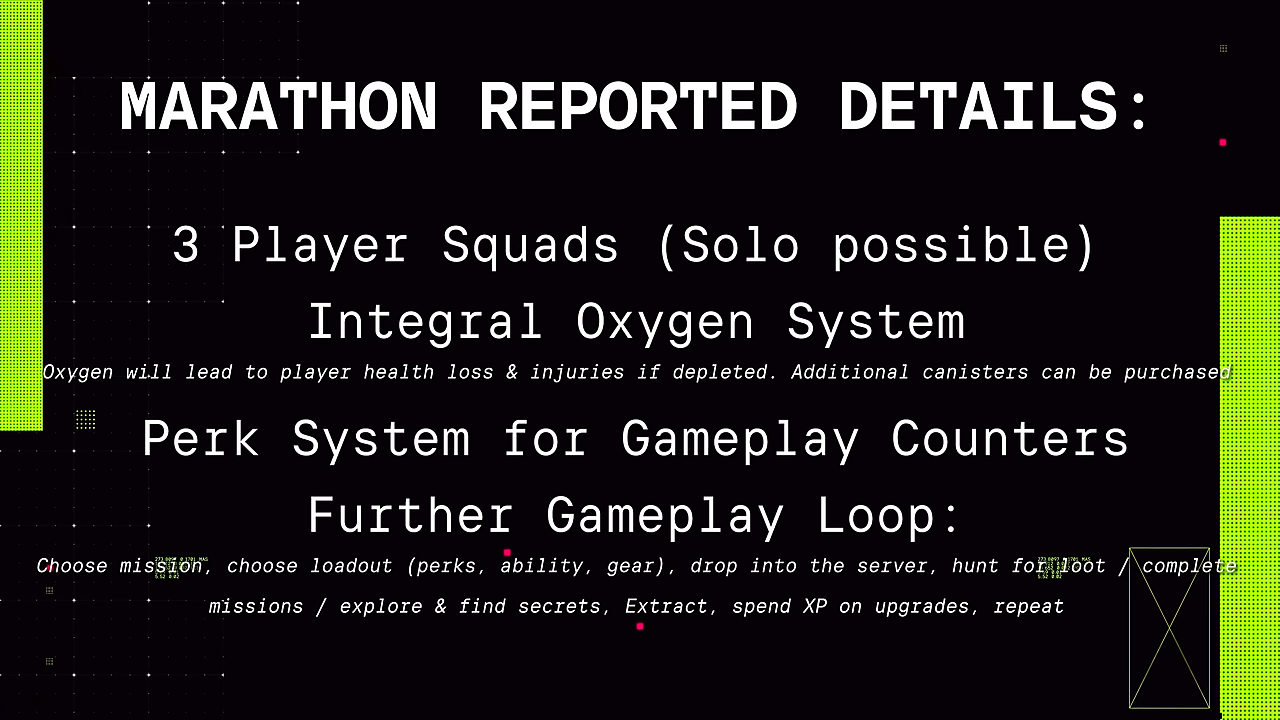 MARATHON REPORTED DETAILS:
3 Player Squads (Solo possible)
Integral Oxygen System
Oxygen will lead to player health loss & injuries if depleted. Additional canisters can be purchased
Perk System for Gameplay Counters
Further Gameplay Loop:
Choose mission, choose loadout (perks, ability, gear), drop into the server, hunt for loot / complete
missions / explore & find secrets, Extract, spend XP on upgrades, repeat